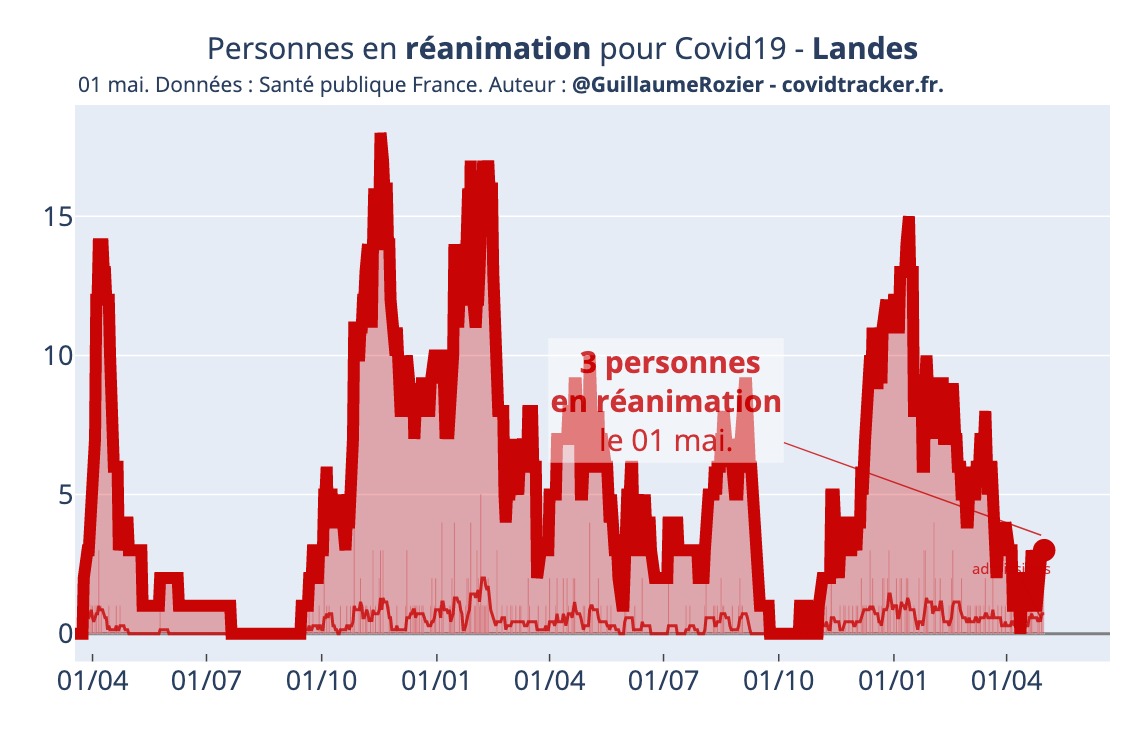 Personnes en réanimation pour Covid19 - Landes
01 mai. Données : Santé publique France. Auteur : @GuillaumeRozier - covidtracker.fr.
15
10
5
0
3 personnes
en réanimation
le 01 mai.
01/04
01/07
01/10
01/01
01/04
01/07
01/10
01/01
01/04